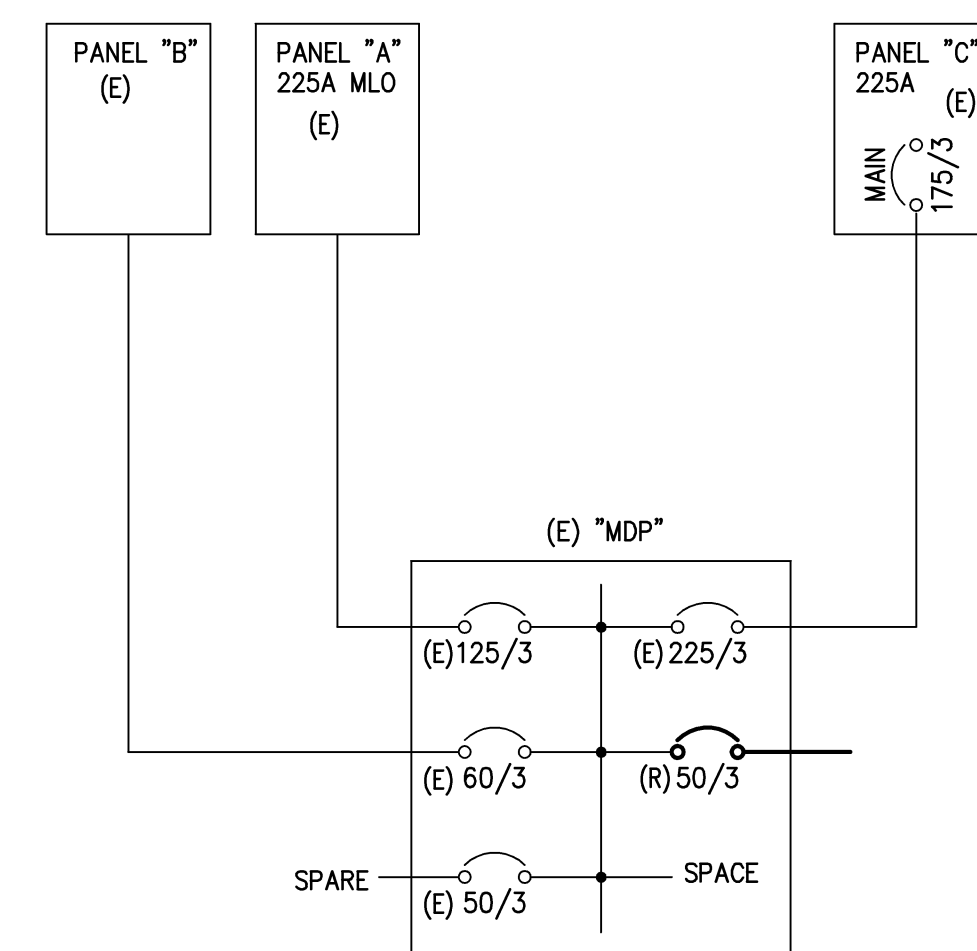 PANEL "B"
(E)
PANEL "A"
225A MLO
(E)
PANEL "C"
225A
(E)
MAIN
175/3
(E) "MDP"
(E) 125/3
(E) 225/3
(E) 60/3
(R) 50/3
SPARE
(E) 50/3
SPACE